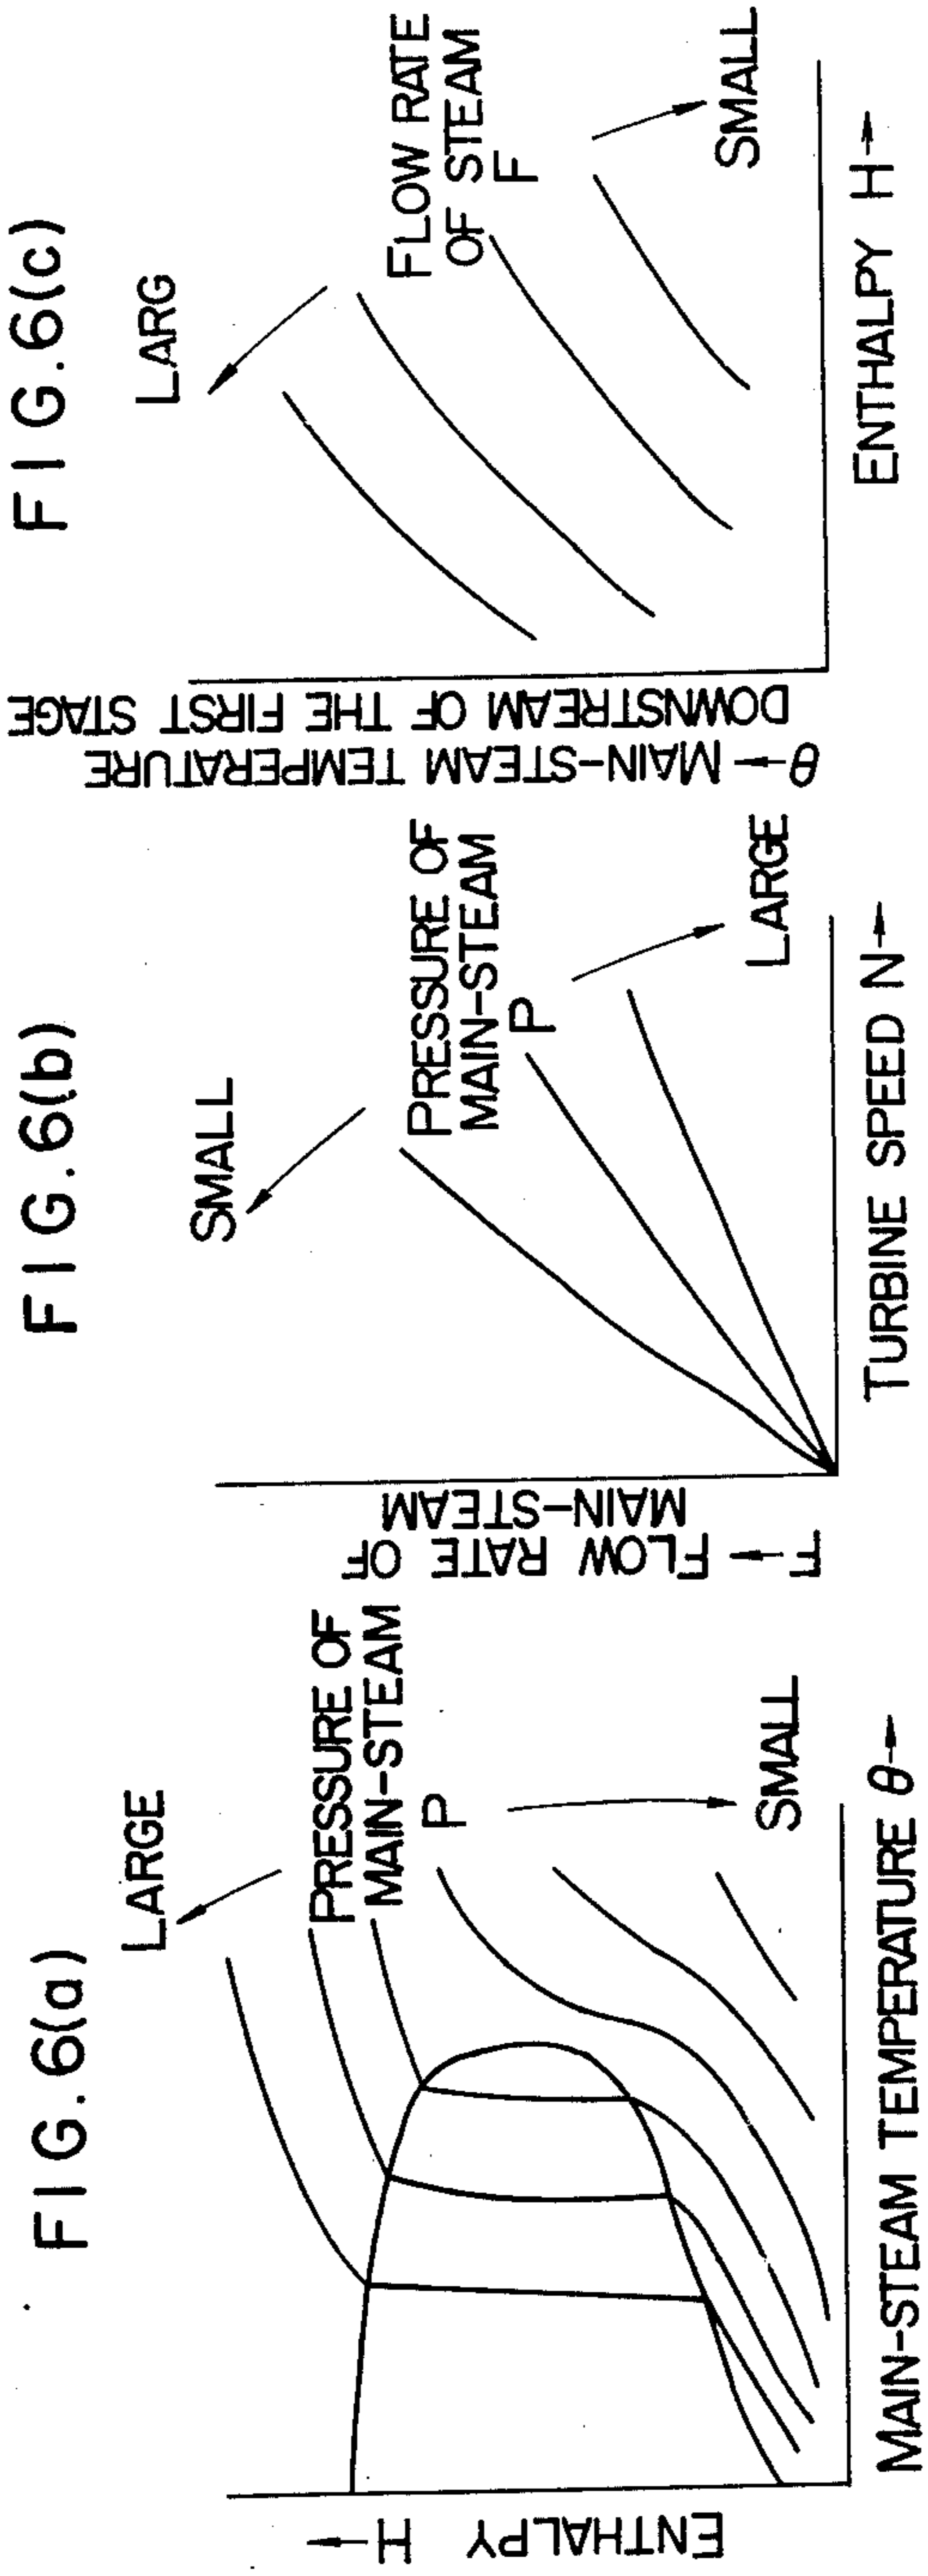 FIG.6(a)
LARGE
PRESSURE OF
MAIN-STEAM
P
SMALL
ENTHALPY H→
MAIN-STEAM TEMPERATURE θ→
FIG.6(b)
SMALL
PRESSURE OF
MAIN-STEAM
P
LARGE
F← FLOW RATE OF
MAIN-STEAM
TURBINE SPEED N→
FIG.6(c)
LARG
FLOW RATE
OF STEAM
F
SMALL
θ← MAIN-STEAM TEMPERATURE
DOWNSTREAM OF THE FIRST STAGE
ENTHALPY H→